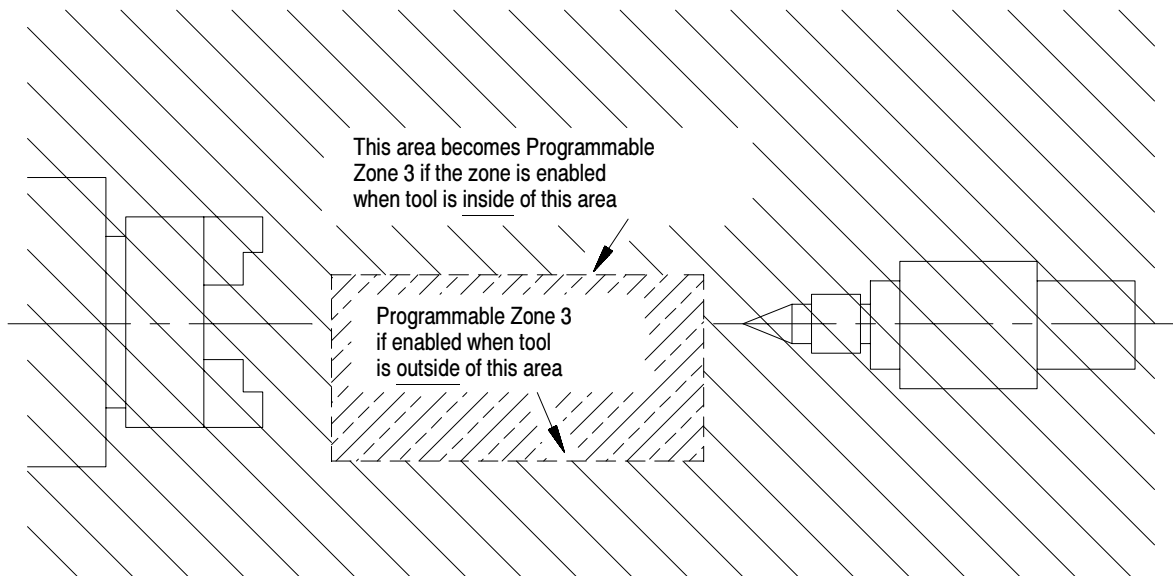 This area becomes Programmable
Zone 3 if the zone is enabled
when tool is inside of this area
Programmable Zone 3
if enabled when tool
is outside of this area